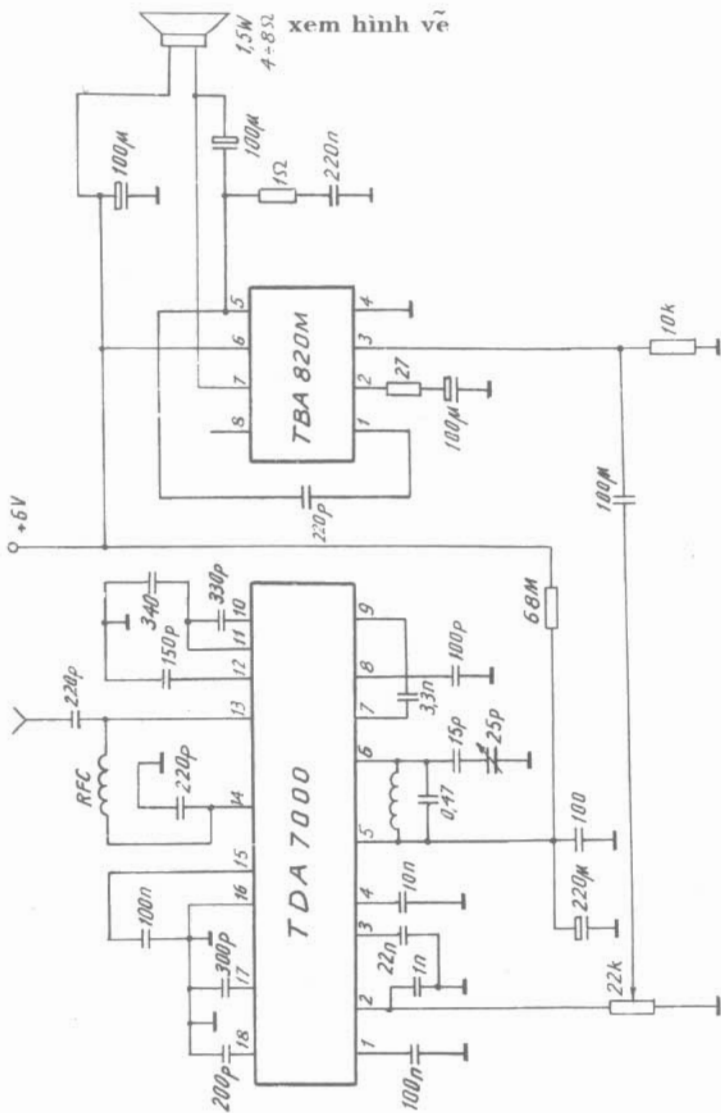 xem hình vẽ
1,5W
4÷8Ω
100µ
100µ
1Ω
220n
5
6
7
8
TBA 820M
4
3
2
1
27
100µ
10k
220p
+6V
100µ
68M
340
330p
150p
220p
10
11
12
13
14
15
16
17
18
RFC
220p
100n
300p
200p
TDA 7000
9
8
7
6
5
4
3
2
1
3,3n
100p
15p
25p
0,47
10n
22n
1n
100n
100
220µ
22k